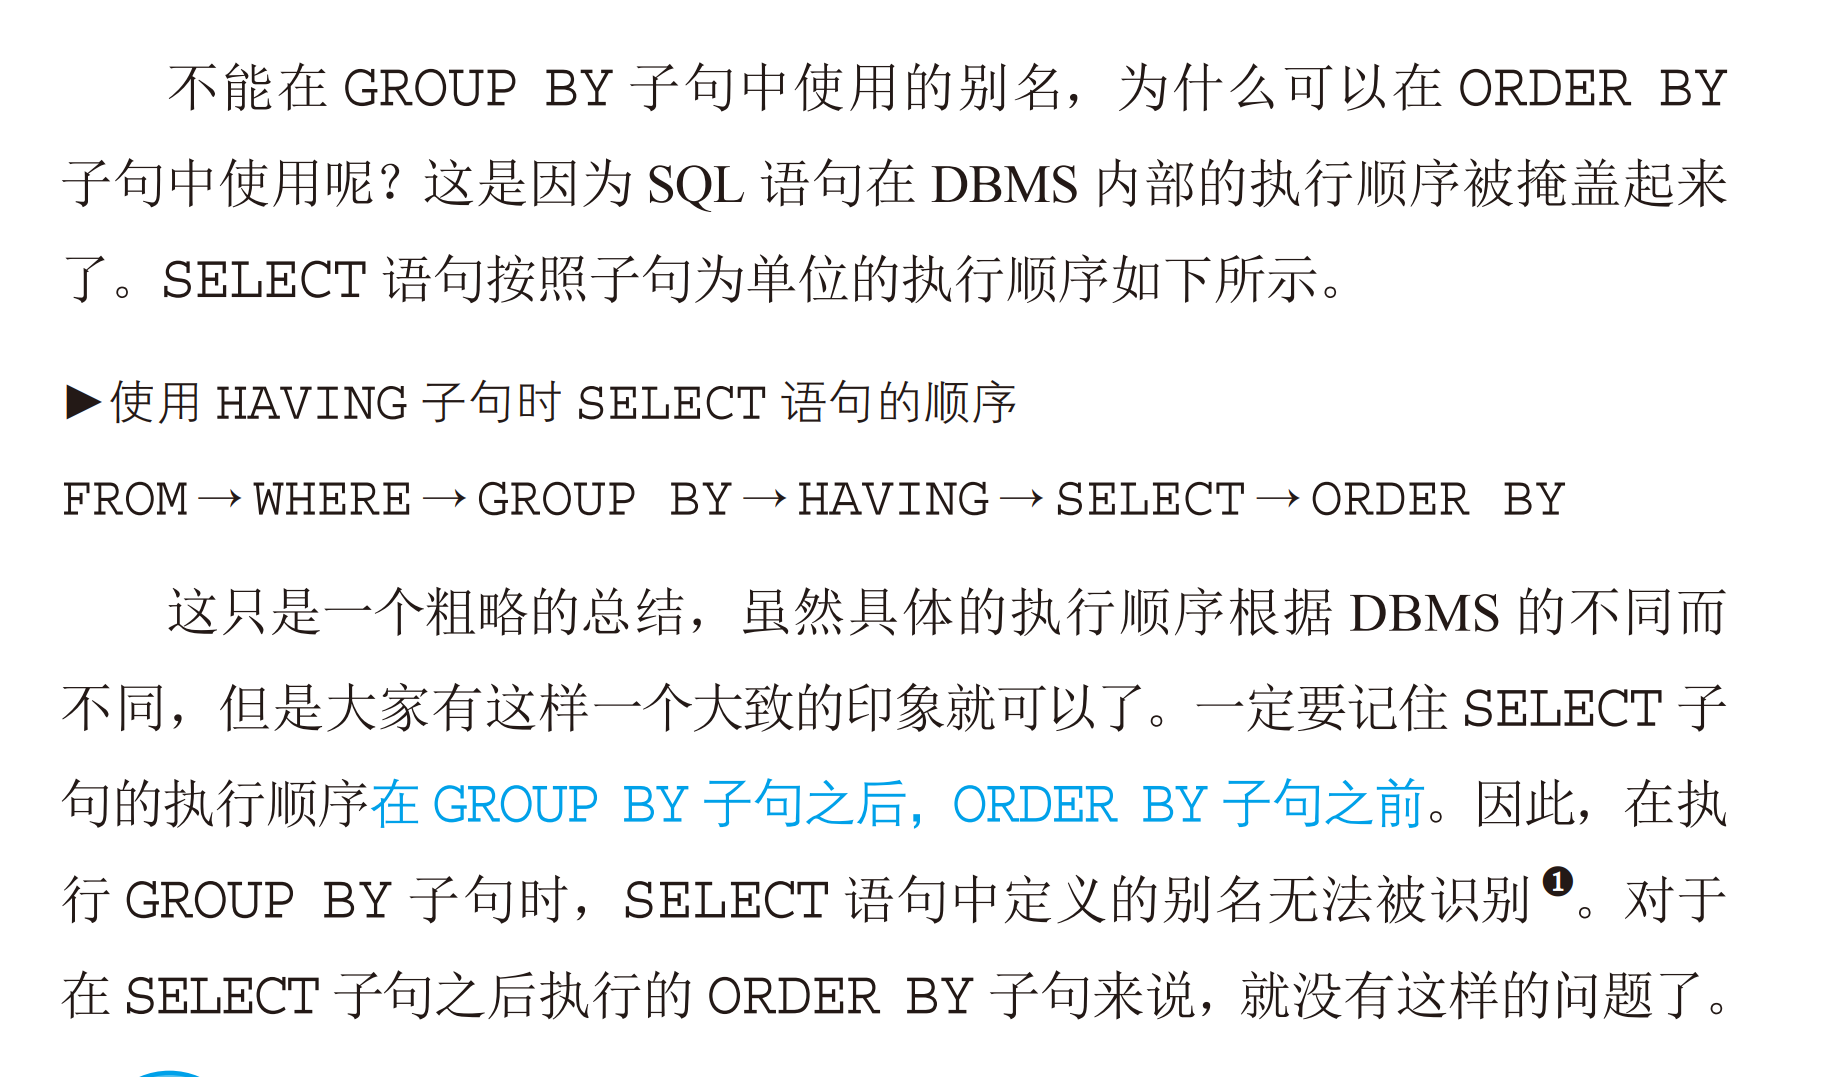 不能在 GROUP BY 子句中使用的别名，为什么可以在 ORDER BY
子句中使用呢？这是因为 SQL 语句在 DBMS 内部的执行顺序被掩盖起来
了。SELECT 语句按照子句为单位的执行顺序如下所示。
▶使用 HAVING 子句时 SELECT 语句的顺序
FROM→WHERE→GROUP BY→HAVING→SELECT→ORDER BY
这只是一个粗略的总结，虽然具体的执行顺序根据 DBMS 的不同而
不同，但是大家有这样一个大致的印象就可以了。一定要记住 SELECT 子
句的执行顺序在 GROUP BY 子句之后，ORDER BY 子句之前。因此，在执
行 GROUP BY 子句时，SELECT 语句中定义的别名无法被识别❶。对于
在 SELECT 子句之后执行的 ORDER BY 子句来说，就没有这样的问题了。